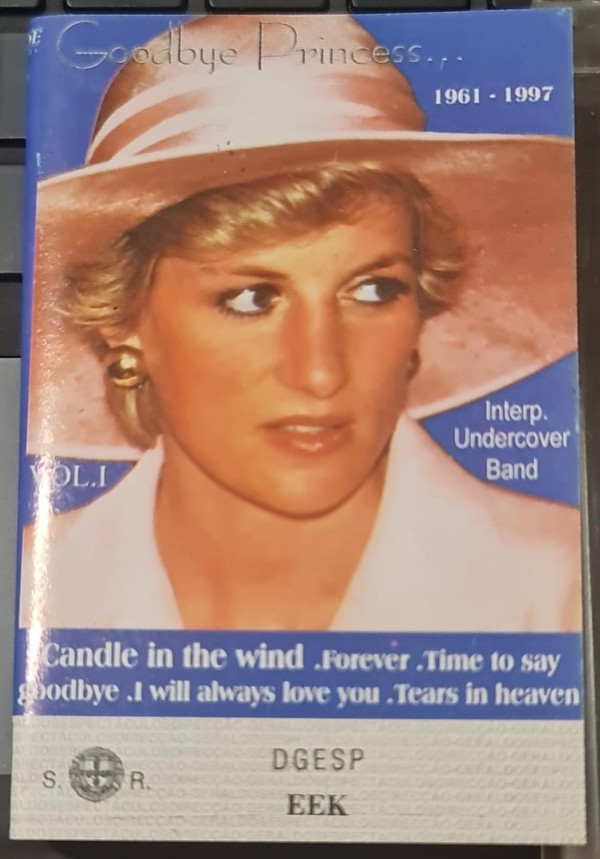 Goodbye Princess...
1961 - 1997
Interp.
Undercover
Band
VOL.I
Candle in the wind .Forever .Time to say
goodbye .I will always love you .Tears in heaven
S. R.
DGESP
EEK